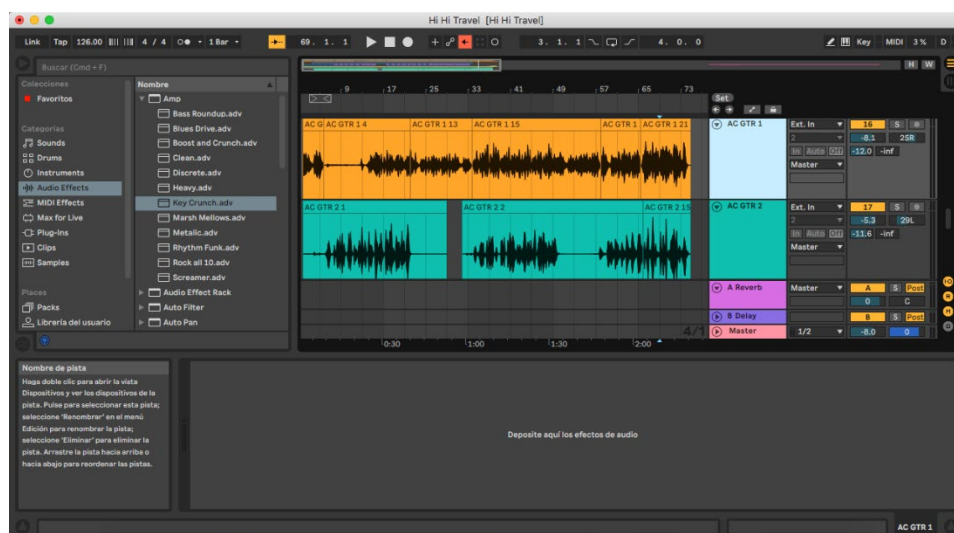 Hi Hi Travel [Hi Hi Travel]
Link Tap 126.00 4 / 4 1 Bar 69. 1. 1 3. 1. 1 4. 0. 0 Key MIDI 3% D
Buscar (Cmd + F)
H W
Colecciones
Favoritos
Categorías
Sounds
Drums
Instruments
Audio Effects
MIDI Effects
Max for Live
Plug-Ins
Clips
Samples
Places
Packs
Librería del usuario
Nombre
Amp
Bass Roundup.adv
Blues Drive.adv
Boost and Crunch.adv
Clean.adv
Discrete.adv
Heavy.adv
Key Crunch.adv
Marsh Mellows.adv
Metalic.adv
Rhythm Funk.adv
Rock all 10.adv
Screamer.adv
Audio Effect Rack
Auto Filter
Auto Pan
9 17 25 33 41 49 57 65 73
Set
AC G AC GTR 1 4 AC GTR 1 13 AC GTR 1 15 AC GTR 1 AC GTR 1 21
AC GTR 1 Ext. In 16 S
2 -8.1 25R
In Auto Off -12.0 -inf
Master
AC GTR 2 1 AC GTR 2 2 AC GTR 2 15
AC GTR 2 Ext. In 17 S
2 -5.3 29L
In Auto Off -11.6 -inf
Master
A Reverb Master A S Post
0 C
B Delay B S Post
4/1 Master 1/2 -8.0 0
0:30 1:00 1:30 2:00
Nombre de pista
Haga doble clic para abrir la vista
Dispositivos y ver los dispositivos de la
pista. Pulse para seleccionar esta pista;
seleccione 'Renombrar' en el menú
Edición para renombrar la pista;
seleccione 'Eliminar' para eliminar la
pista. Arrastre la pista hacia arriba o
hacia abajo para reordenar las pistas.
Deposite aquí los efectos de audio
AC GTR 1